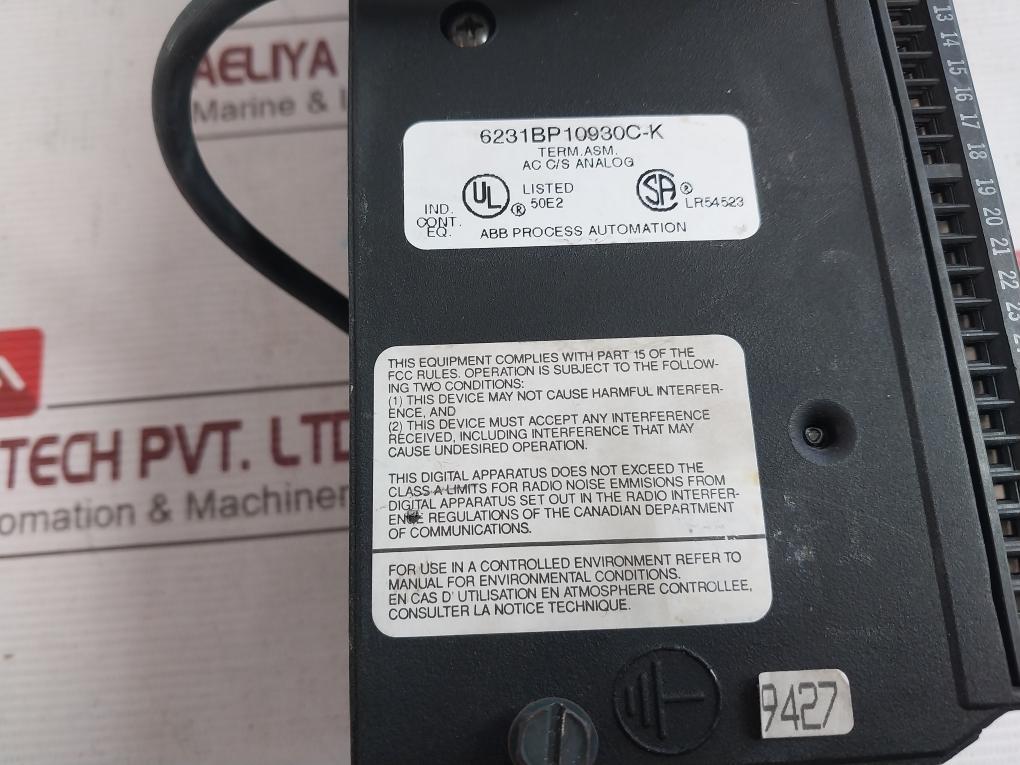 6231BP10930C-K
TERM.ASM.
AC C/S ANALOG
UL ® LISTED
50E2
SA ® LR54523
IND.
CONT.
EQ.
ABB PROCESS AUTOMATION
THIS EQUIPMENT COMPLIES WITH PART 15 OF THE
FCC RULES. OPERATION IS SUBJECT TO THE FOLLOW-
ING TWO CONDITIONS:
(1) THIS DEVICE MAY NOT CAUSE HARMFUL INTERFER-
ENCE, AND
(2) THIS DEVICE MUST ACCEPT ANY INTERFERENCE
RECEIVED, INCLUDING INTERFERENCE THAT MAY
CAUSE UNDESIRED OPERATION.
THIS DIGITAL APPARATUS DOES NOT EXCEED THE
CLASS A LIMITS FOR RADIO NOISE EMMISIONS FROM
DIGITAL APPARATUS SET OUT IN THE RADIO INTERFER-
ENCE REGULATIONS OF THE CANADIAN DEPARTMENT
OF COMMUNICATIONS.
FOR USE IN A CONTROLLED ENVIRONMENT REFER TO
MANUAL FOR ENVIRONMENTAL CONDITIONS.
EN CAS D' UTILISATION EN ATMOSPHERE CONTROLLEE,
CONSULTER LA NOTICE TECHNIQUE.
9427
13
14
15
16
17
18
19
20
21
22
23
AELIYA
Marine &
TECH PVT. LTD
omation & Machiner